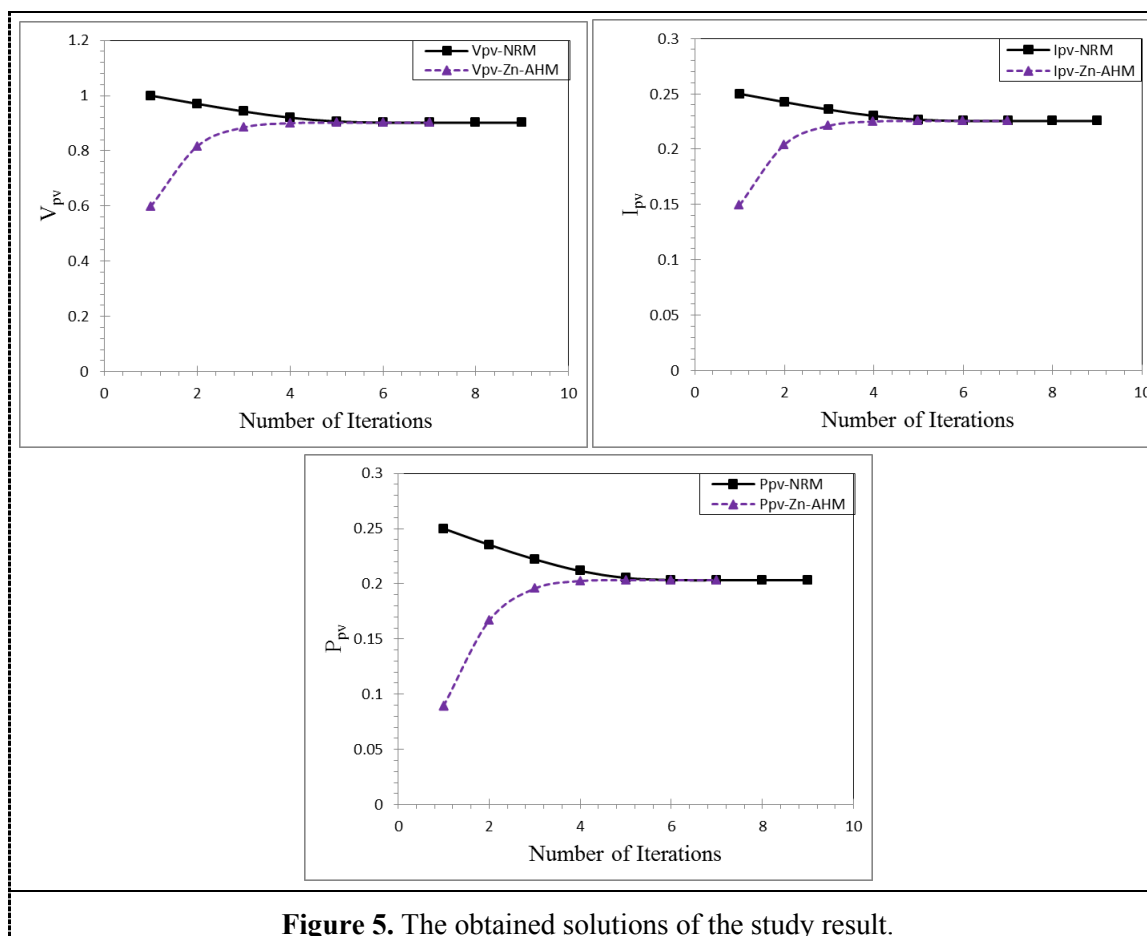 1.2
1
0.8
0.6
0.4
0.2
0
0 2 4 6 8 10
V_pv
Number of Iterations
Vpv-NRM
Vpv-Zn-AHM
0.3
0.25
0.2
0.15
0.1
0.05
0
0 2 4 6 8 10
I_pv
Number of Iterations
Ipv-NRM
Ipv-Zn-AHM
0.3
0.25
0.2
0.15
0.1
0.05
0
0 2 4 6 8 10
P_pv
Number of Iterations
Ppv-NRM
Ppv-Zn-AHM
Figure 5. The obtained solutions of the study result.